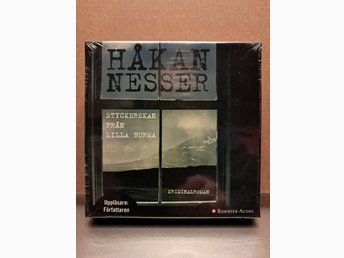 HÅKAN
NESSER
STYCKERSKAN
FRÅN
LILLA BURMA
KRIMINALROMAN
Uppläsare:
Författaren
BONNIER AUDIO